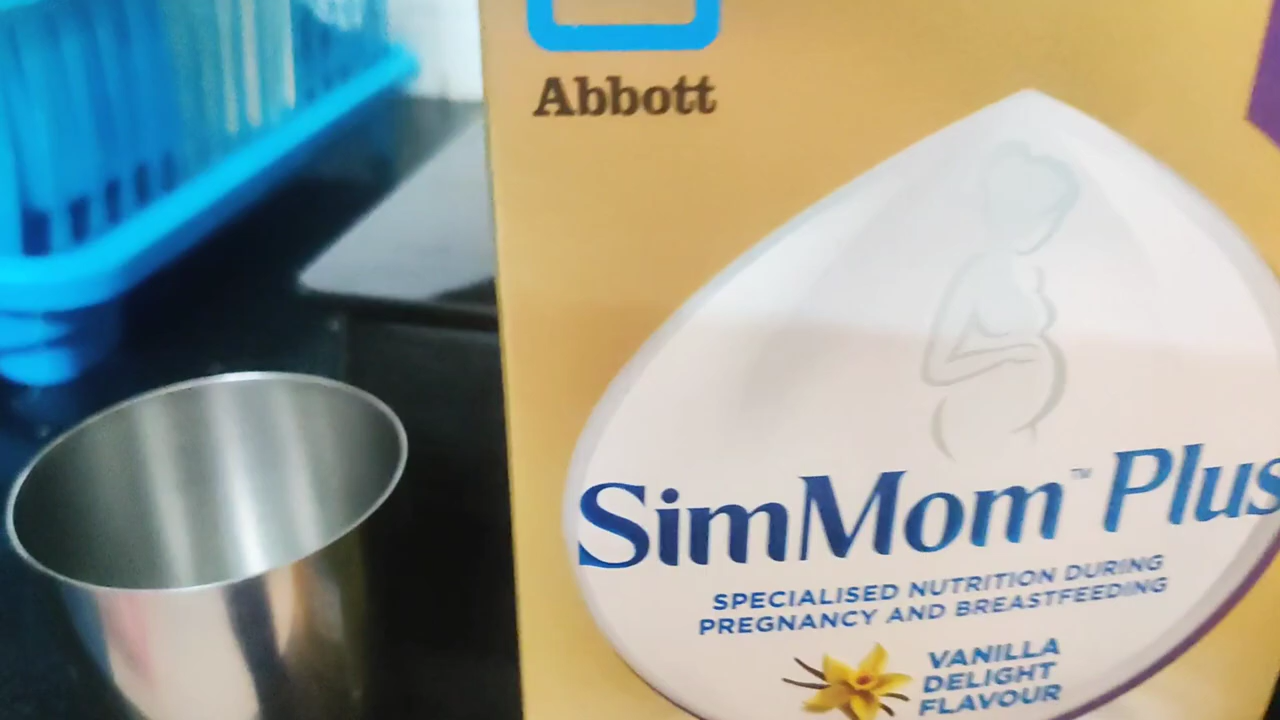 Abbott
SimMom™ Plus
SPECIALISED NUTRITION DURING
PREGNANCY AND BREASTFEEDING
VANILLA
DELIGHT
FLAVOUR